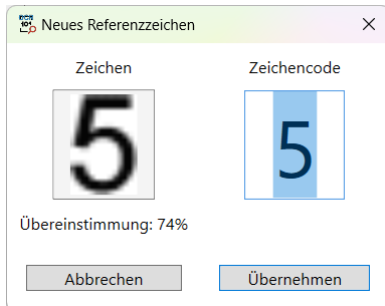 Neues Referenzzeichen
Zeichen Zeichencode
5 5
Übereinstimmung: 74%
Abbrechen Übernehmen